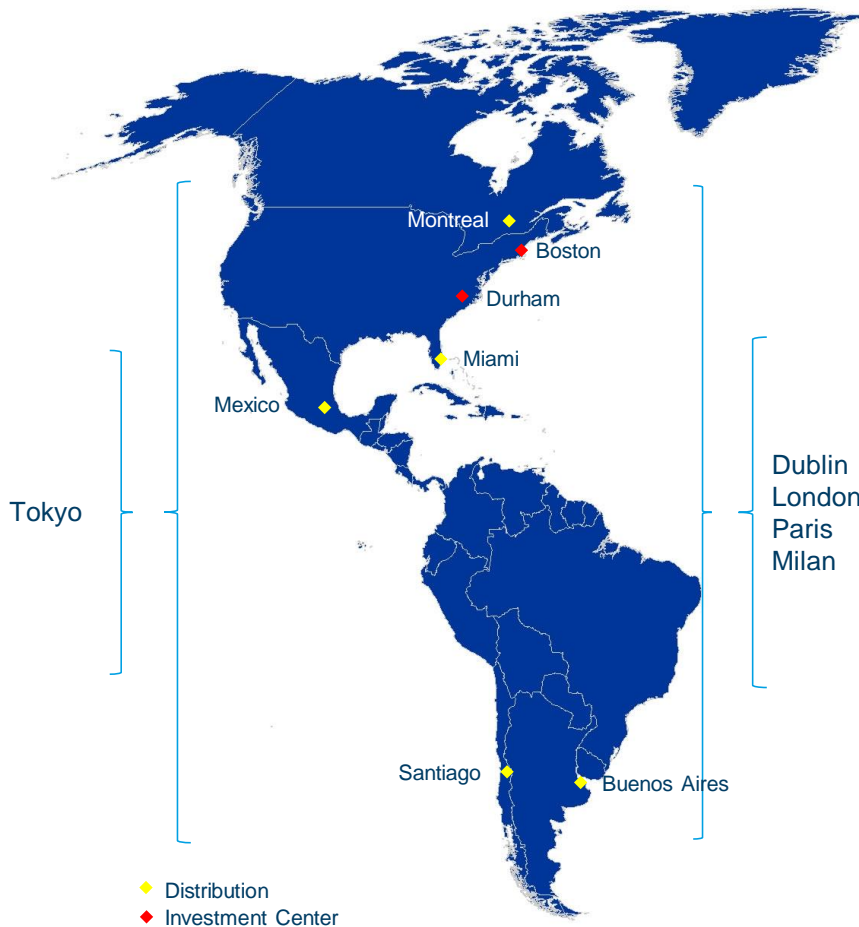 Montreal
Boston
Durham
Miami
Mexico
Tokyo
Dublin
London
Paris
Milan
Santiago
Buenos Aires
Distribution
Investment Center